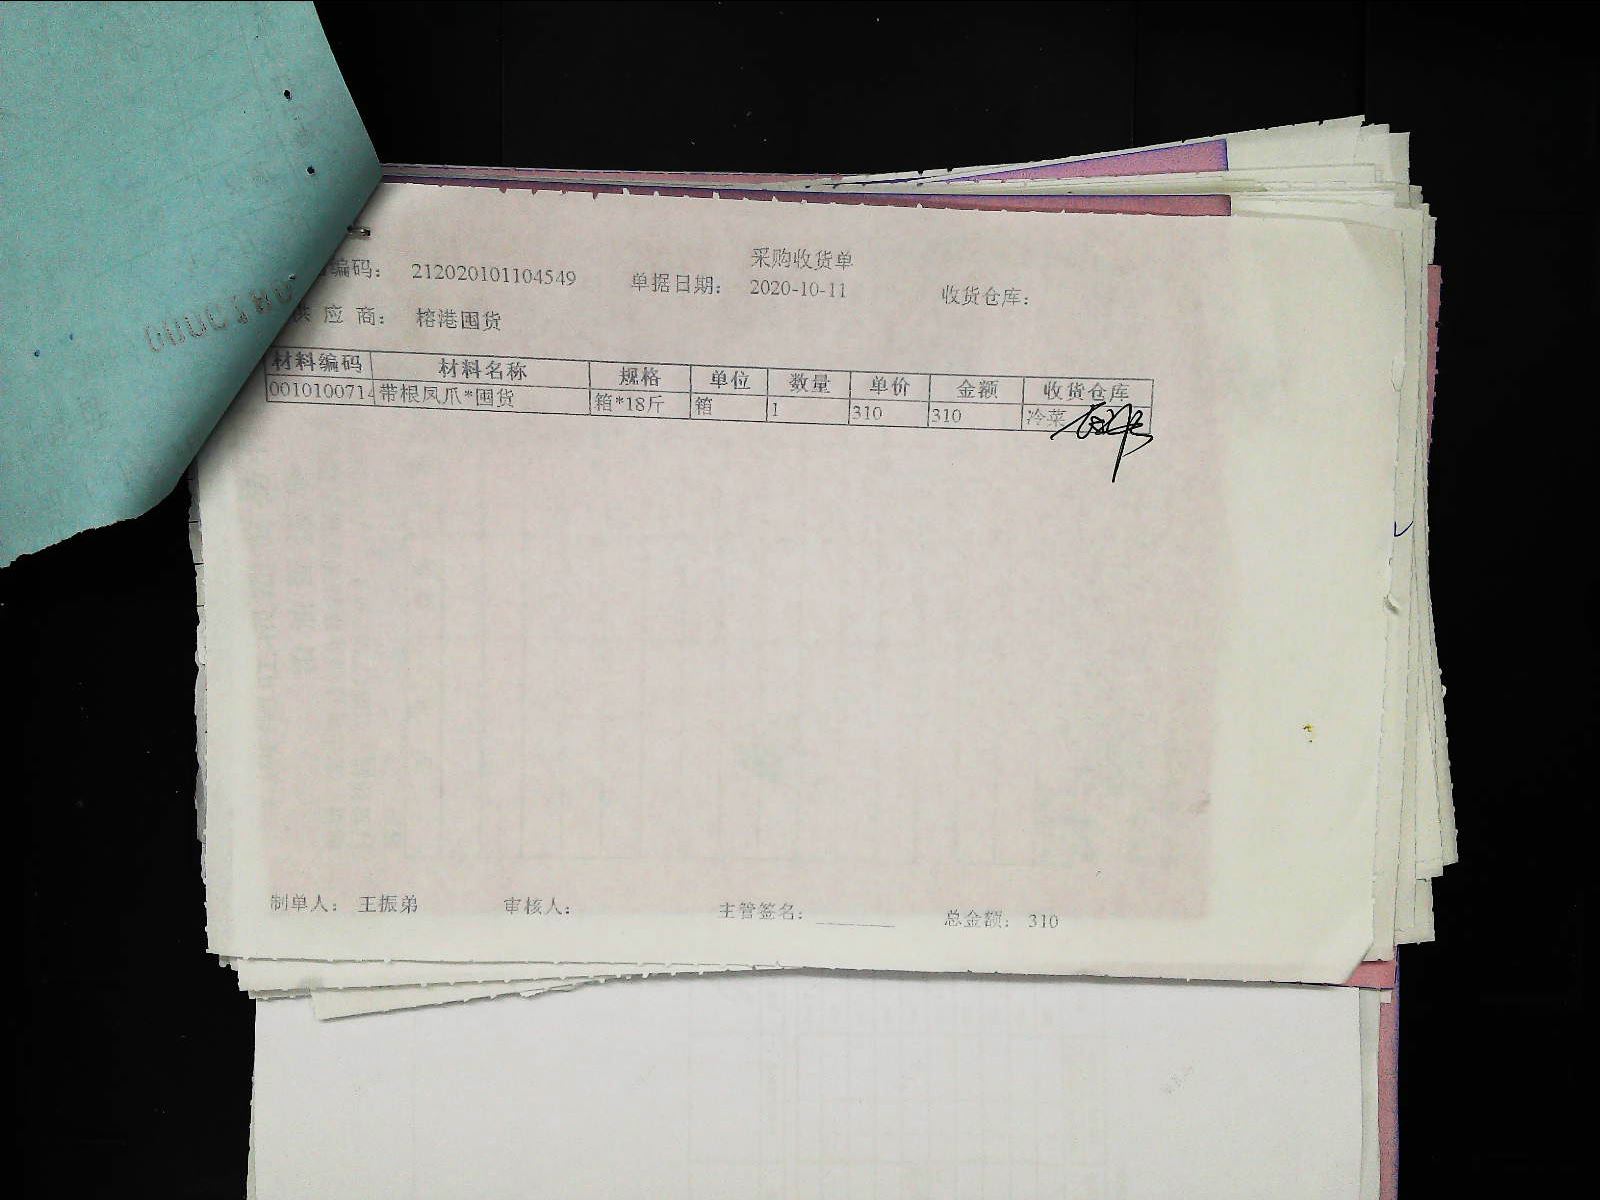 采购收货单
编码： 212020101104549 单据日期： 2020-10-11 收货仓库：
供 应 商： 榕港囤货
材料编码 材料名称 规格 单位 数量 单价 金额 收货仓库
0010100714 带根凤爪*囤货 箱*18斤 箱 1 310 310 冷菜
制单人： 王振弟 审核人： 主管签名： ________ 总金额： 310